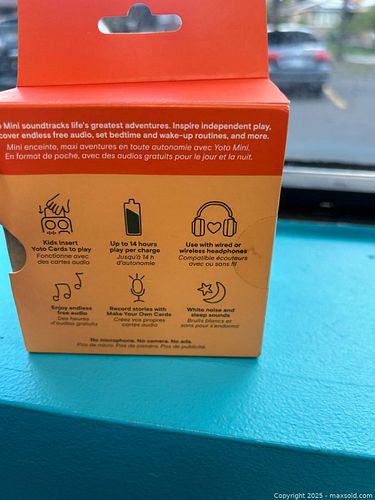 Mini soundtracks life's greatest adventures. Inspire independent play,
cover endless free audio, set bedtime and wake-up routines, and more.
Mini enceinte, maxi aventures en toute autonomie avec Yoto Mini.
En format de poche, avec des audios gratuits pour le jour et la nuit.
Kids insert
Yoto Cards to play
Fonctionne avec
des cartes audio
Up to 14 hours
play per charge
Jusqu'à 14 h
d'autonomie
Use with wired or
wireless headphones
Compatible écouteurs
avec ou sans fil
Enjoy endless
free audio
Des heures
d'audios gratuits
Record stories with
Make Your Own Cards
Créez vos propres
cartes audio
White noise and
sleep sounds
Bruits blancs et
sons pour s'endormir
No microphone. No camera. No ads.
Pas de micro. Pas de caméra. Pas de publicité.
Copyright 2025 - maxsold.com